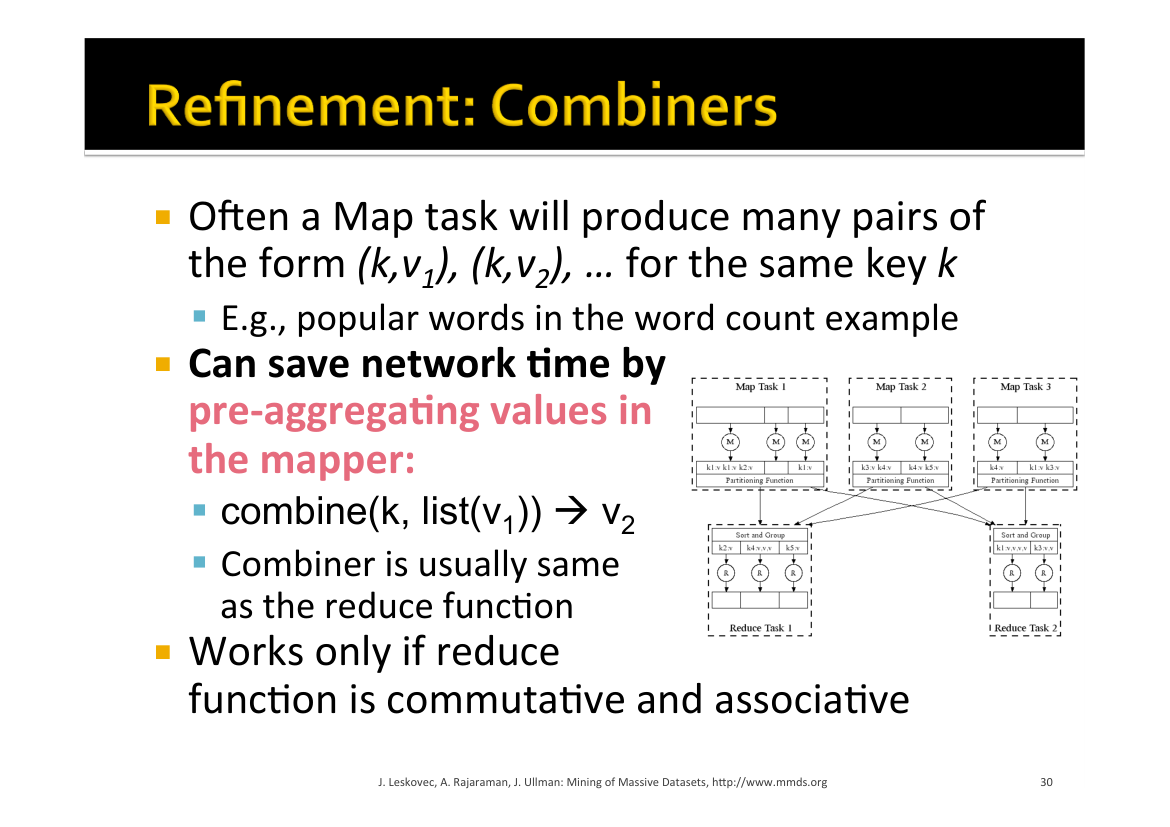 Refinement: Combiners
Often a Map task will produce many pairs of
the form (k,v1), (k,v2), … for the same key k
E.g., popular words in the word count example
Can save network time by
pre-aggregating values in
the mapper:
combine(k, list(v1)) → v2
Combiner is usually same
as the reduce function
Works only if reduce
function is commutative and associative
Map Task 1 Map Task 2 Map Task 3
M M M M M M M
k1:v k1:v k2:v k1:v k3:v k4:v k4:v k5:v k4:v k1:v k3:v
Partitioning Function Partitioning Function Partitioning Function
Sort and Group Sort and Group
k2:v k4:v,v,v k5:v k1:v,v,v,v k3:v,v
R R R R R
Reduce Task 1 Reduce Task 2
J. Leskovec, A. Rajaraman, J. Ullman: Mining of Massive Datasets, http://www.mmds.org 30